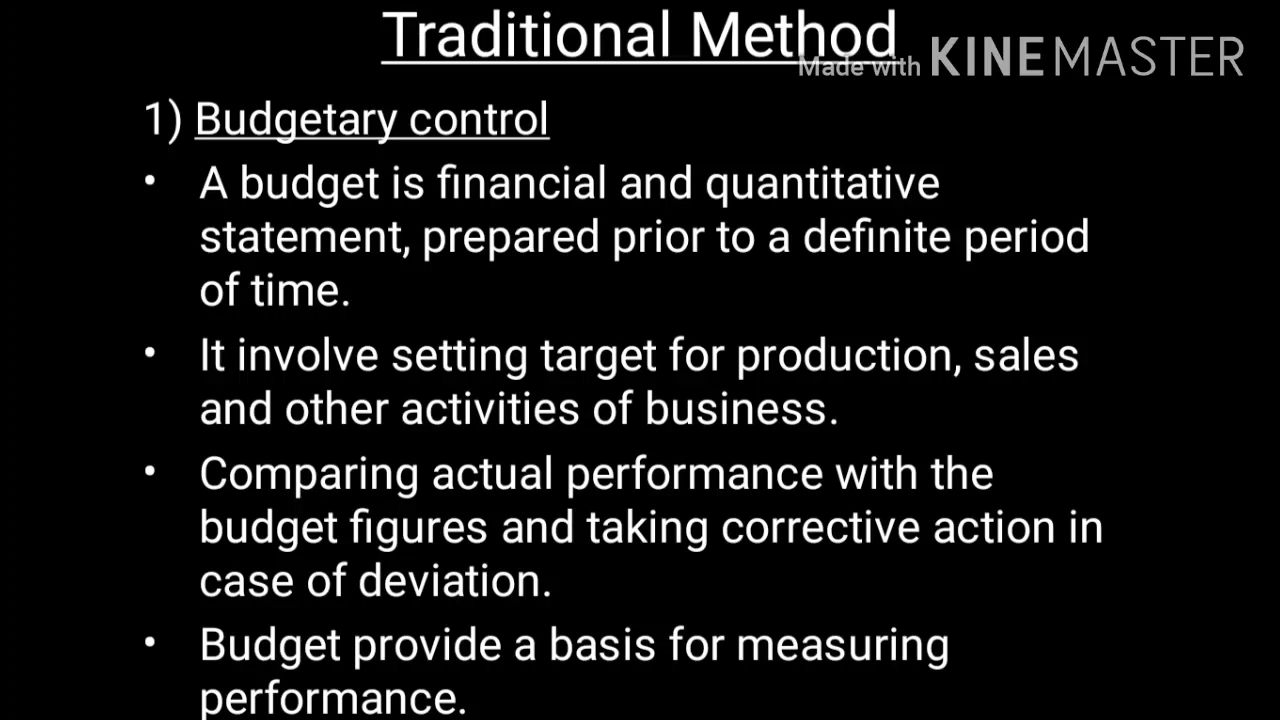 Traditional Method
Made with KINEMASTER
1) Budgetary control
• A budget is financial and quantitative
statement, prepared prior to a definite period
of time.
• It involve setting target for production, sales
and other activities of business.
• Comparing actual performance with the
budget figures and taking corrective action in
case of deviation.
• Budget provide a basis for measuring
performance.